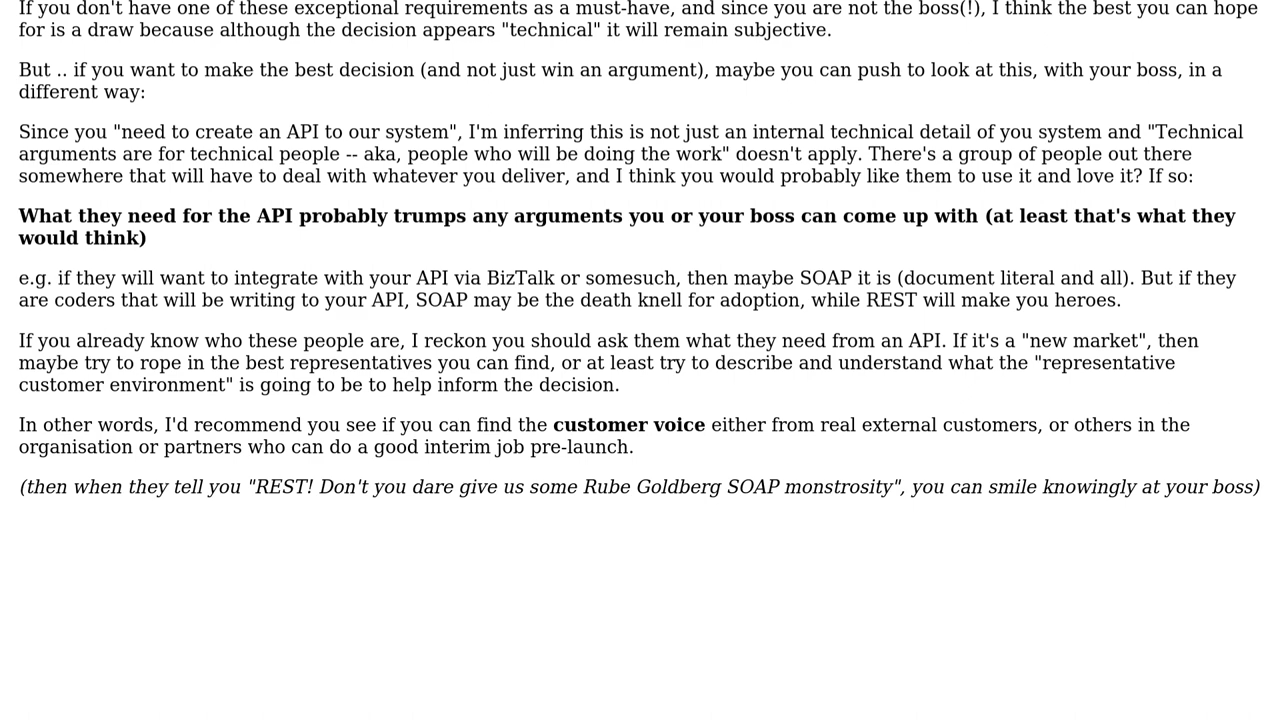 If you don't have one of these exceptional requirements as a must-have, and since you are not the boss(!), I think the best you can hope
for is a draw because although the decision appears "technical" it will remain subjective.
But .. if you want to make the best decision (and not just win an argument), maybe you can push to look at this, with your boss, in a
different way:
Since you "need to create an API to our system", I'm inferring this is not just an internal technical detail of you system and "Technical
arguments are for technical people -- aka, people who will be doing the work" doesn't apply. There's a group of people out there
somewhere that will have to deal with whatever you deliver, and I think you would probably like them to use it and love it? If so:
What they need for the API probably trumps any arguments you or your boss can come up with (at least that's what they
would think)
e.g. if they will want to integrate with your API via BizTalk or somesuch, then maybe SOAP it is (document literal and all). But if they
are coders that will be writing to your API, SOAP may be the death knell for adoption, while REST will make you heroes.
If you already know who these people are, I reckon you should ask them what they need from an API. If it's a "new market", then
maybe try to rope in the best representatives you can find, or at least try to describe and understand what the "representative
customer environment" is going to be to help inform the decision.
In other words, I'd recommend you see if you can find the customer voice either from real external customers, or others in the
organisation or partners who can do a good interim job pre-launch.
(then when they tell you "REST! Don't you dare give us some Rube Goldberg SOAP monstrosity", you can smile knowingly at your boss)